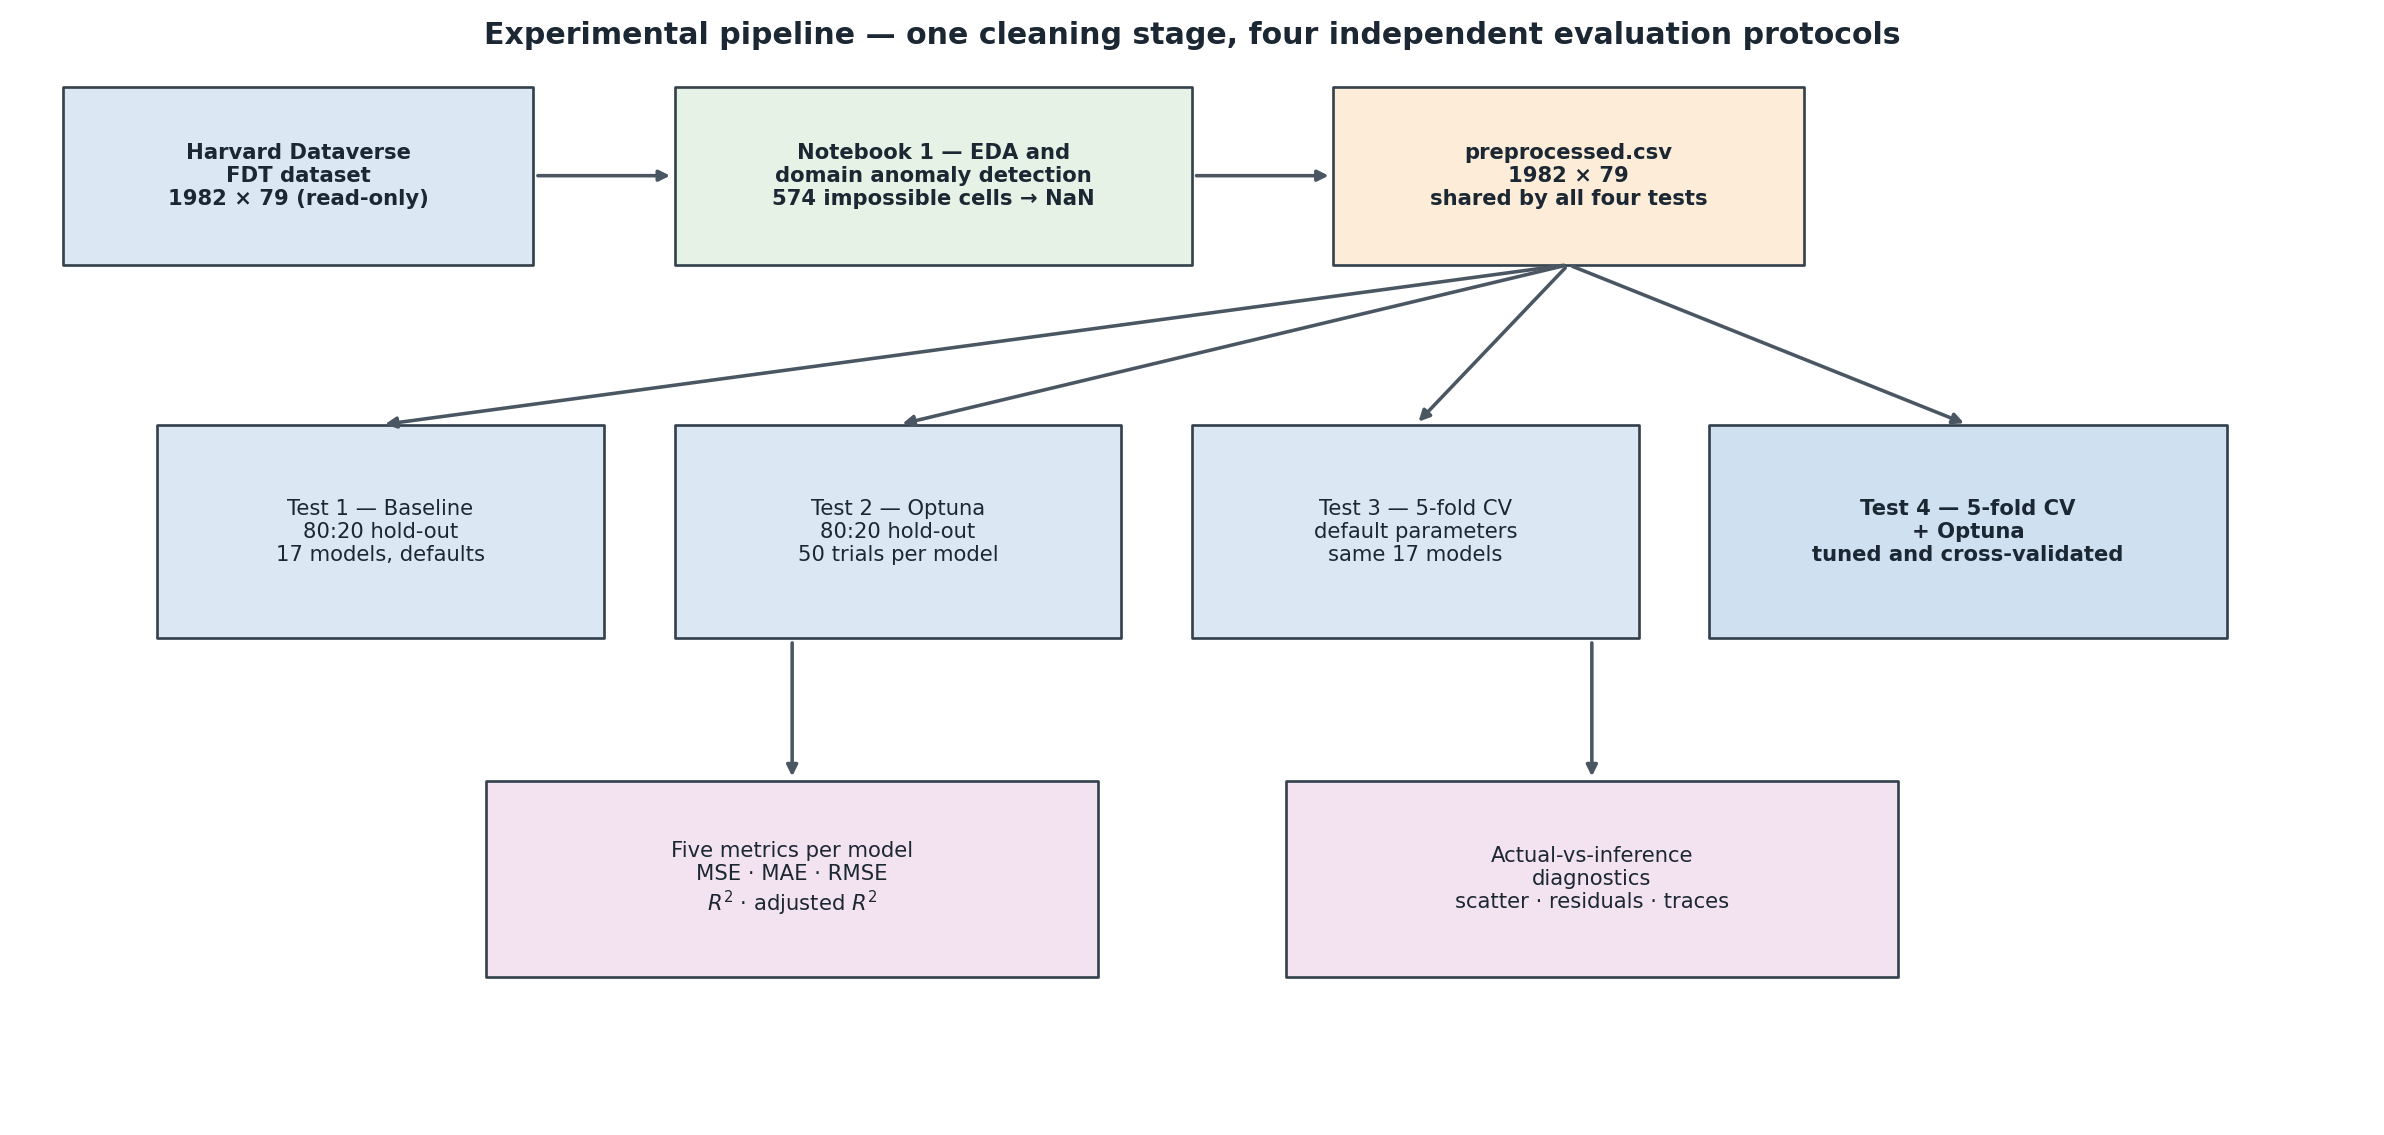 Experimental pipeline — one cleaning stage, four independent evaluation protocols
Harvard Dataverse
FDT dataset
1982 × 79 (read-only)
Notebook 1 — EDA and
domain anomaly detection
574 impossible cells → NaN
preprocessed.csv
1982 × 79
shared by all four tests
Test 1 — Baseline
80:20 hold-out
17 models, defaults
Test 2 — Optuna
80:20 hold-out
50 trials per model
Test 3 — 5-fold CV
default parameters
same 17 models
Test 4 — 5-fold CV
+ Optuna
tuned and cross-validated
Five metrics per model
MSE · MAE · RMSE
R² · adjusted R²
Actual-vs-inference
diagnostics
scatter · residuals · traces